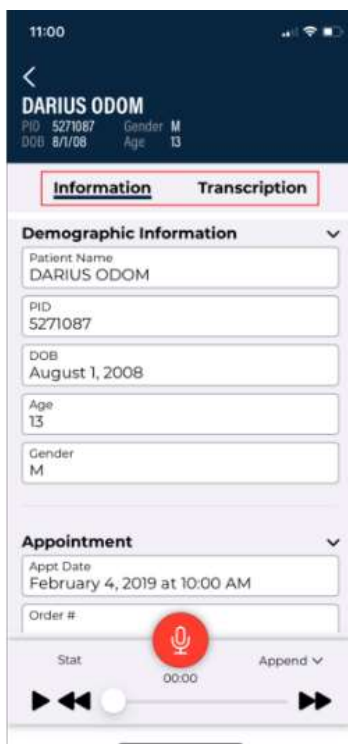 11:00
DARIUS ODOM
PID 5271087 Gender M
DOB 8/1/08 Age 13
Information Transcription
Demographic Information
Patient Name
DARIUS ODOM
PID
5271087
DOB
August 1, 2008
Age
13
Gender
M
Appointment
Appt Date
February 4, 2019 at 10:00 AM
Order #
Stat Append
00:00